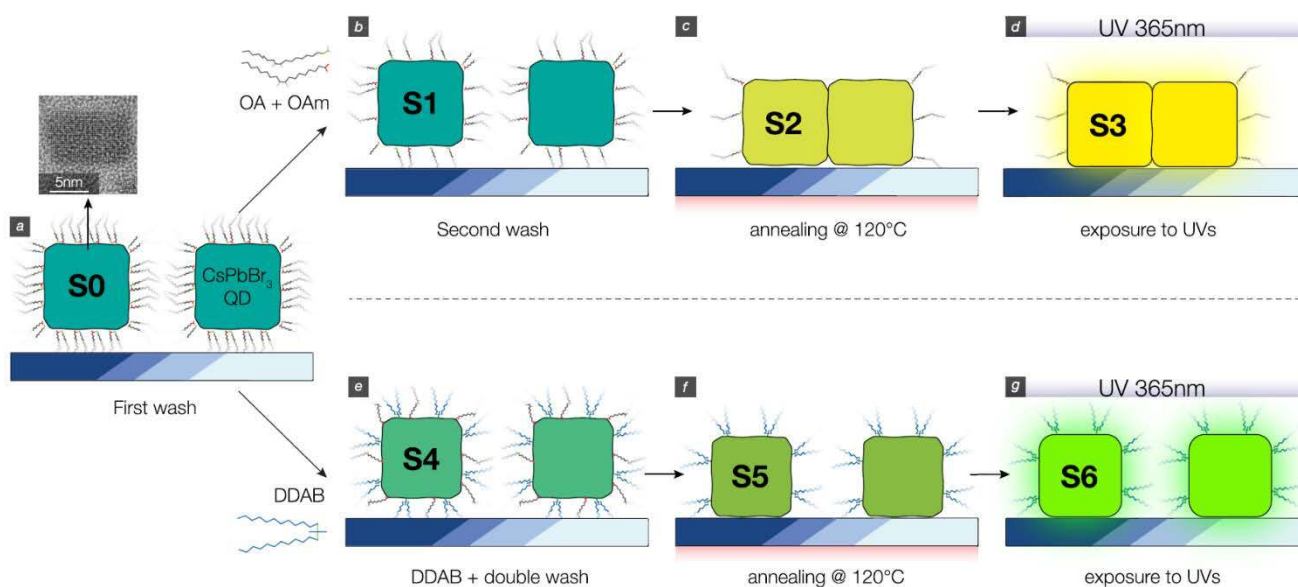 a
5nm
S0
CsPbBr3
QD
First wash
OA + OAm
b
S1
Second wash
c
S2
annealing @ 120°C
d
UV 365nm
S3
exposure to UVs
DDAB
e
S4
DDAB + double wash
f
S5
annealing @ 120°C
g
UV 365nm
S6
exposure to UVs